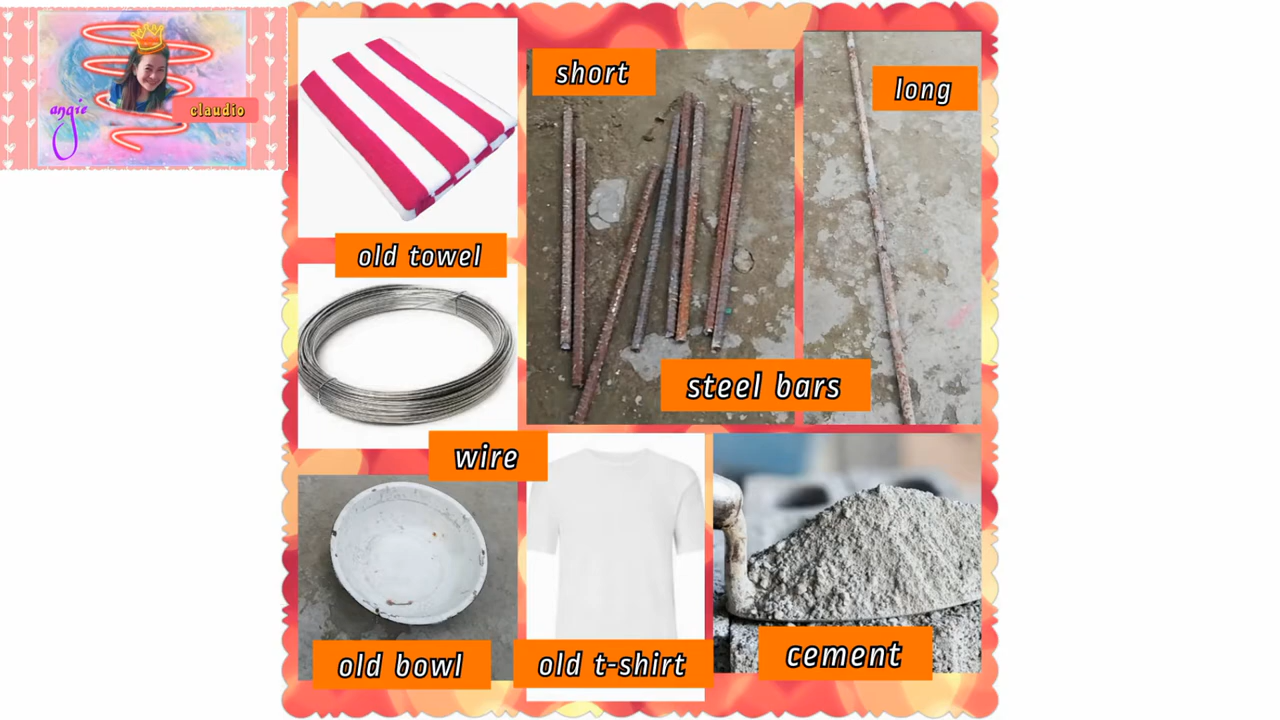 angie
claudio
short
long
old towel
steel bars
wire
old bowl
old t-shirt
cement